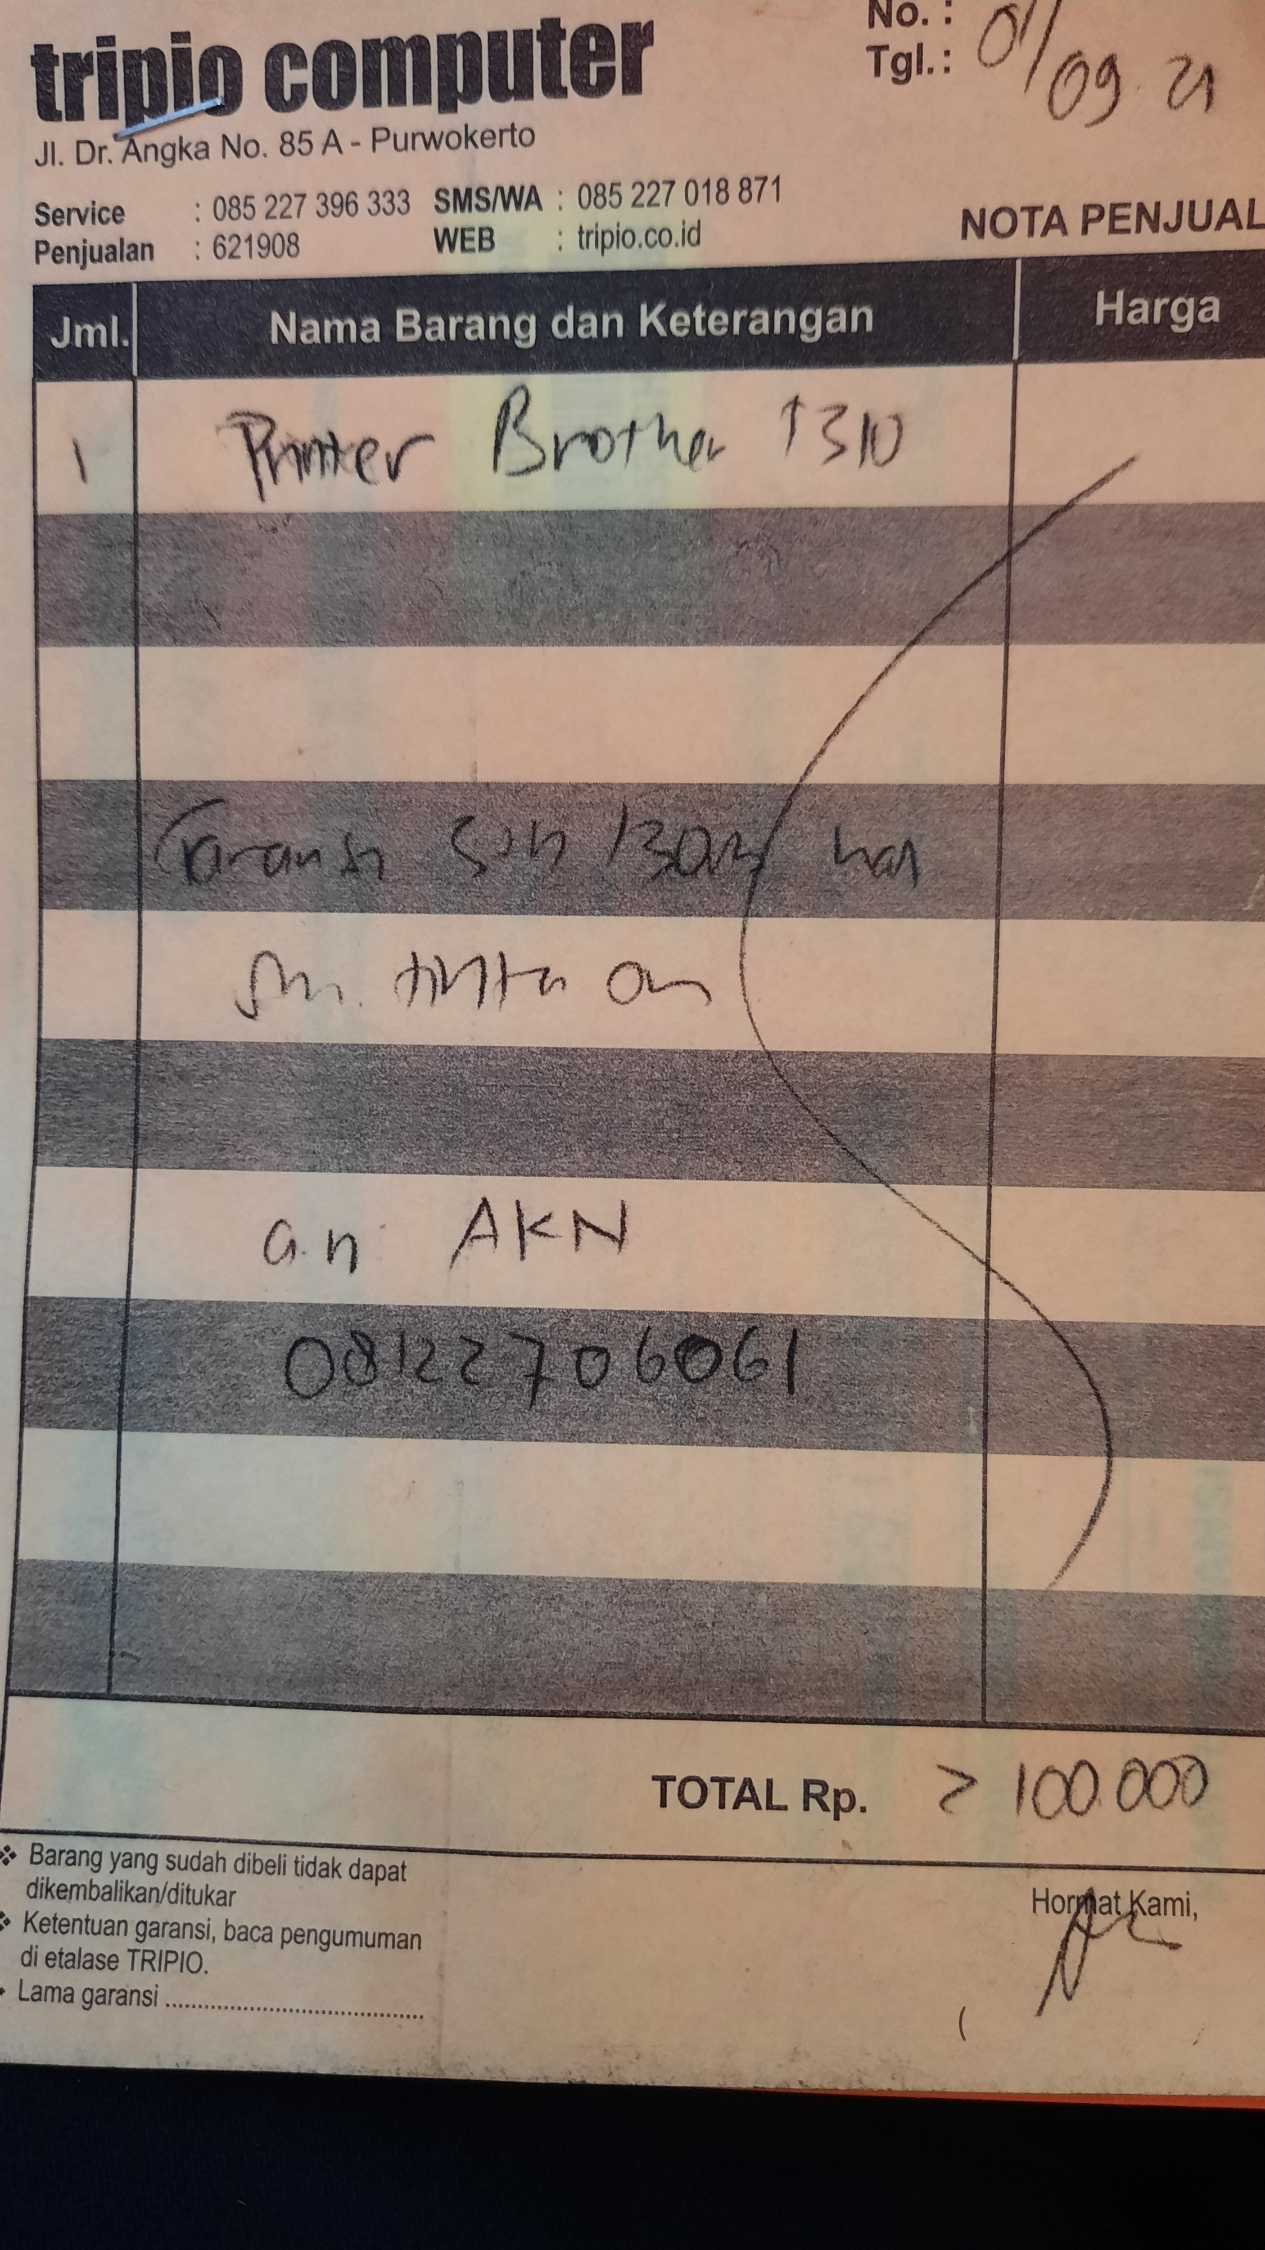 tripio computer
Jl. Dr. Angka No. 85 A - Purwokerto
No. :
Tgl. : 01/09.21
Service : 085 227 396 333 SMS/WA : 085 227 018 871
Penjualan : 621908 WEB : tripio.co.id
NOTA PENJUAL
Jml. Nama Barang dan Keterangan Harga
1 Printer Brother T310
Garansi
tinta
a.n AKN
08122706061
TOTAL Rp. 100.000
Barang yang sudah dibeli tidak dapat
dikembalikan/ditukar
Ketentuan garansi, baca pengumuman
di etalase TRIPIO.
Lama garansi ........................................
Hormat Kami,
(